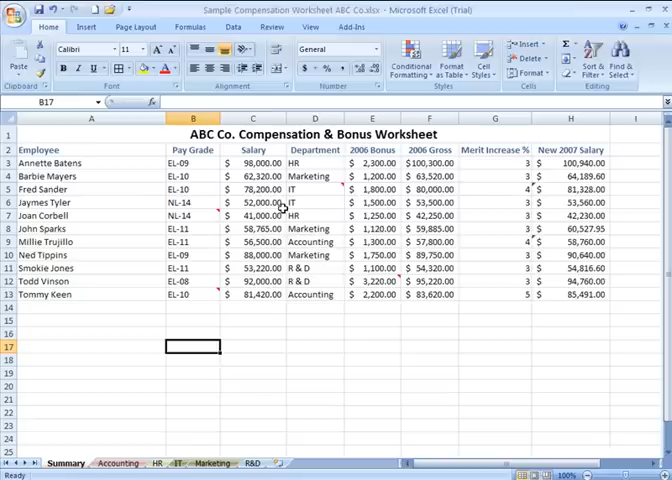 Sample Compensation Worksheet ABC Co.xlsx - Microsoft Excel (Trial)
Home Insert Page Layout Formulas Data Review View Add-Ins
Paste Calibri 11 General Conditional Formatting Format as Table Cell Styles Insert Delete Format Sort & Filter Find & Select
Clipboard Font Alignment Number Styles Cells Editing
B17
A B C D E F G H I
1 ABC Co. Compensation & Bonus Worksheet
2 Employee Pay Grade Salary Department 2006 Bonus 2006 Gross Merit Increase % New 2007 Salary
3 Annette Batens EL-09 $ 98,000.00 HR $ 2,300.00 $100,300.00 3 $ 100,940.00
4 Barbie Mayers EL-10 $ 62,320.00 Marketing $ 1,200.00 $ 63,520.00 3 $ 64,189.60
5 Fred Sander EL-10 $ 78,200.00 IT $ 1,800.00 $ 80,000.00 4 $ 81,328.00
6 Jaymes Tyler NL-14 $ 52,000.00 IT $ 1,500.00 $ 53,500.00 3 $ 53,560.00
7 Joan Corbell NL-14 $ 41,000.00 HR $ 1,250.00 $ 42,250.00 3 $ 42,230.00
8 John Sparks EL-11 $ 58,765.00 Marketing $ 1,120.00 $ 59,885.00 3 $ 60,527.95
9 Millie Trujillo EL-11 $ 56,500.00 Accounting $ 1,300.00 $ 57,800.00 4 $ 58,760.00
10 Ned Tippins EL-09 $ 88,000.00 Marketing $ 1,750.00 $ 89,750.00 3 $ 90,640.00
11 Smokie Jones EL-11 $ 53,220.00 R & D $ 1,100.00 $ 54,320.00 3 $ 54,816.60
12 Todd Vinson EL-08 $ 92,000.00 R & D $ 3,220.00 $ 95,220.00 3 $ 94,760.00
13 Tommy Keen EL-10 $ 81,420.00 Accounting $ 2,200.00 $ 83,620.00 5 $ 85,491.00
14
15
16
17
18
19
20
21
22
23
24
25
Summary Accounting HR IT Marketing R&D
Ready 100%